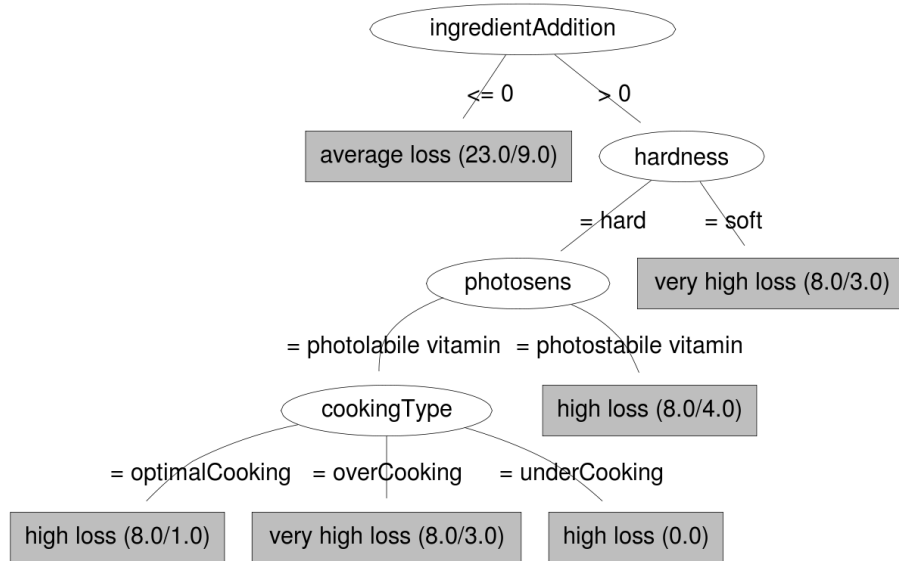 ingredientAddition
<= 0
> 0
average loss (23.0/9.0)
hardness
= hard
= soft
photosens
very high loss (8.0/3.0)
= photolabile vitamin
= photostabile vitamin
cookingType
high loss (8.0/4.0)
= optimalCooking
= overCooking
= underCooking
high loss (8.0/1.0)
very high loss (8.0/3.0)
high loss (0.0)